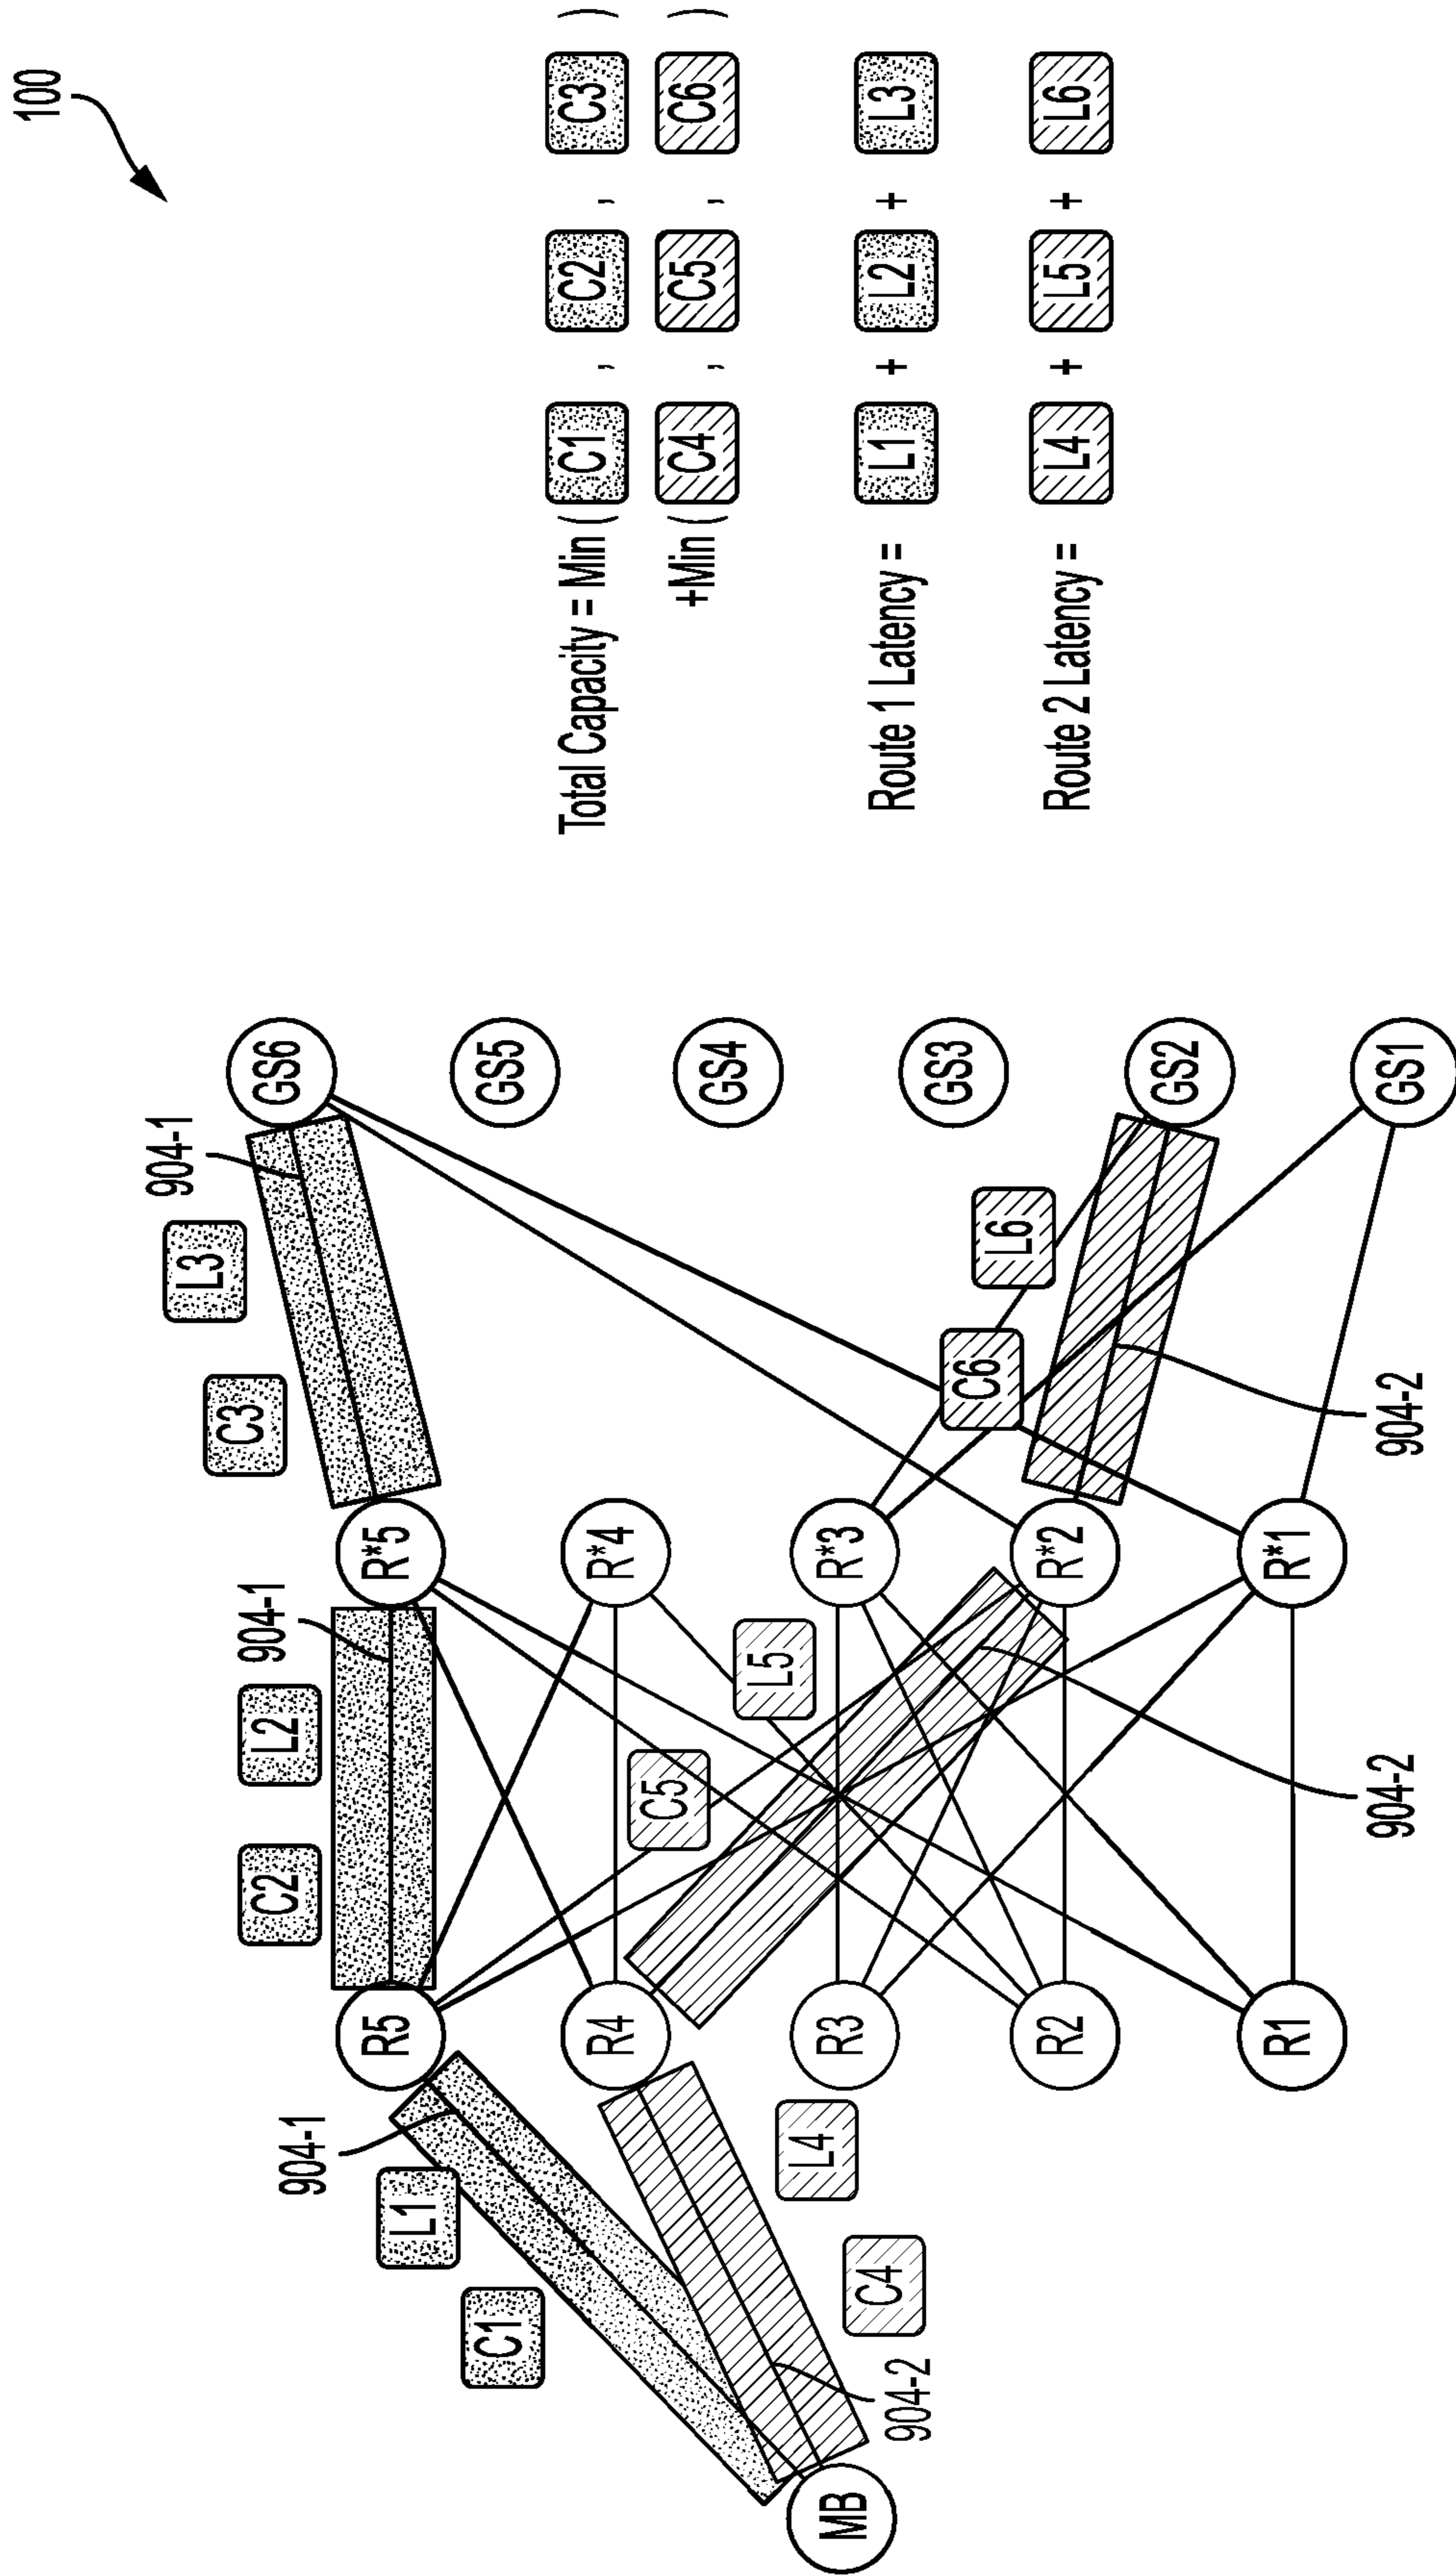 100
Total Capacity = Min ( C1 , C2 , C3 )
+Min ( C4 , C5 , C6 )
Route 1 Latency = L1 + L2 + L3
Route 2 Latency = L4 + L5 + L6
904-1
904-1
904-1
C1
L1
C2
L2
C3
L3
R5
R*5
GS6
R4
R*4
GS5
C5
L5
GS4
MB
R3
R*3
GS3
C4
L4
C6
L6
904-2
R2
R*2
GS2
R1
R*1
GS1
904-2
904-2